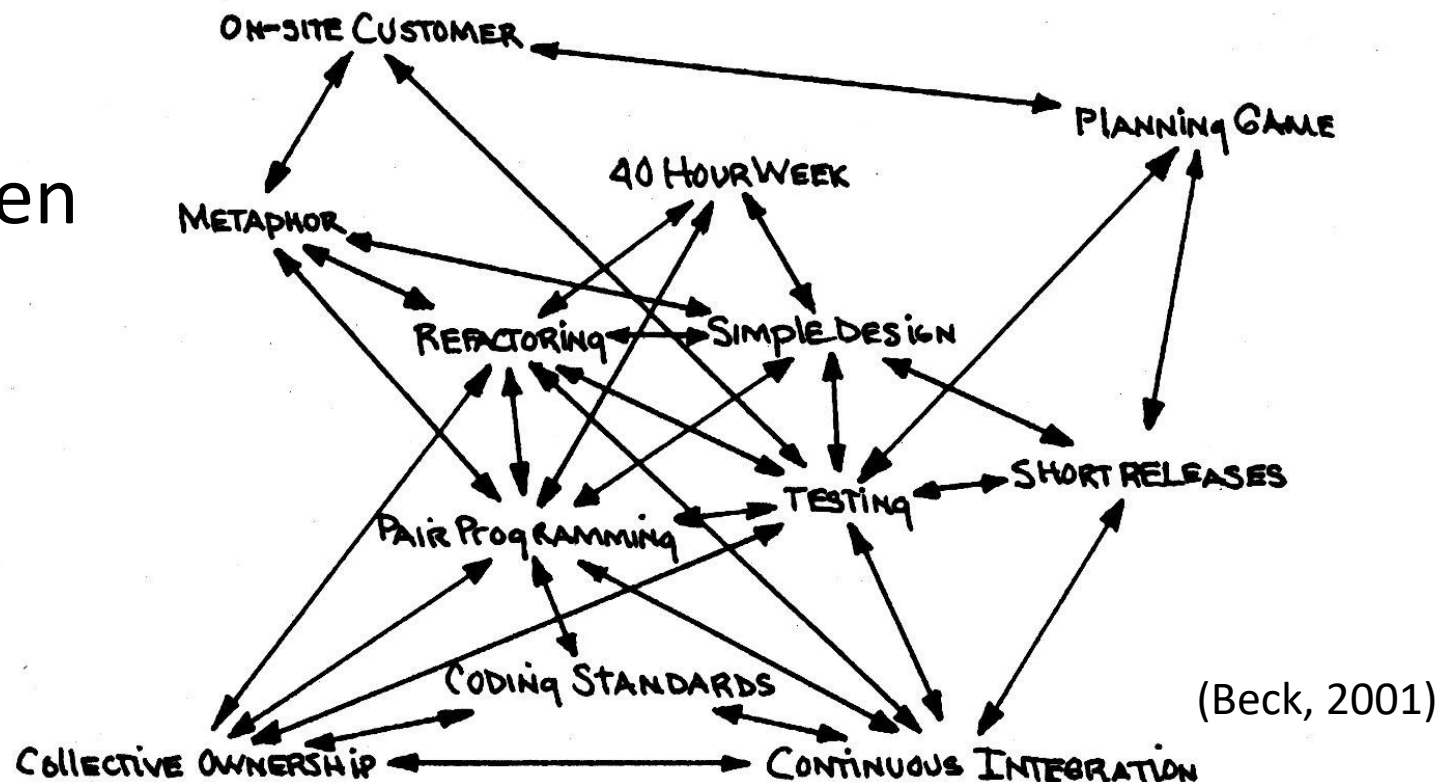 ON-SITE CUSTOMER
PLANNING GAME
40 HOUR WEEK
en
METAPHOR
REFACTORING
SIMPLE DESIGN
SHORT RELEASES
TESTING
PAIR PROGRAMMING
CODING STANDARDS
(Beck, 2001)
COLLECTIVE OWNERSHIP
CONTINUOUS INTEGRATION